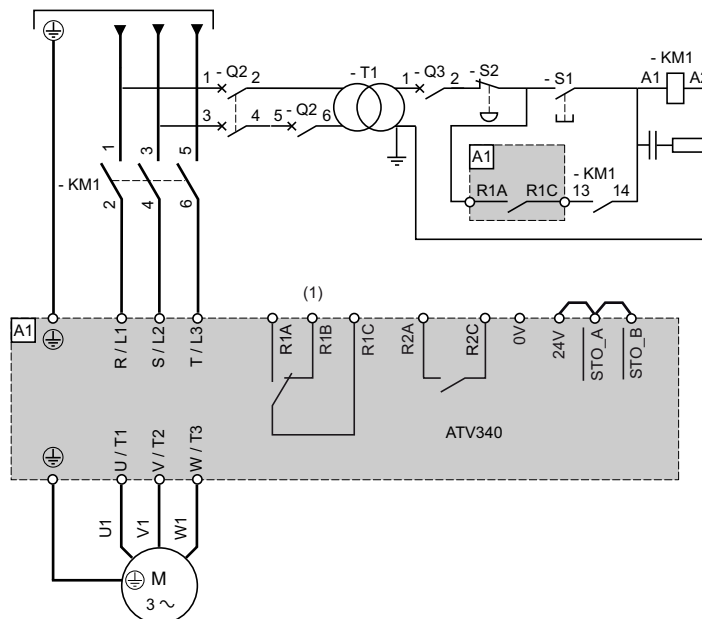 - Q2
- T1
- Q3
- S2
- S1
- KM1
1
2
1
2
A1
3
4
5
- Q2
6
A1
R1A
R1C
- KM1
13
14
- KM1
1
3
5
2
4
6
(1)
A1
R / L1
S / L2
T / L3
R1A
R1B
R1C
R2A
R2C
0V
24V
STO_A
STO_B
ATV340
U / T1
V / T2
W / T3
U1
V1
W1
M
3 ~